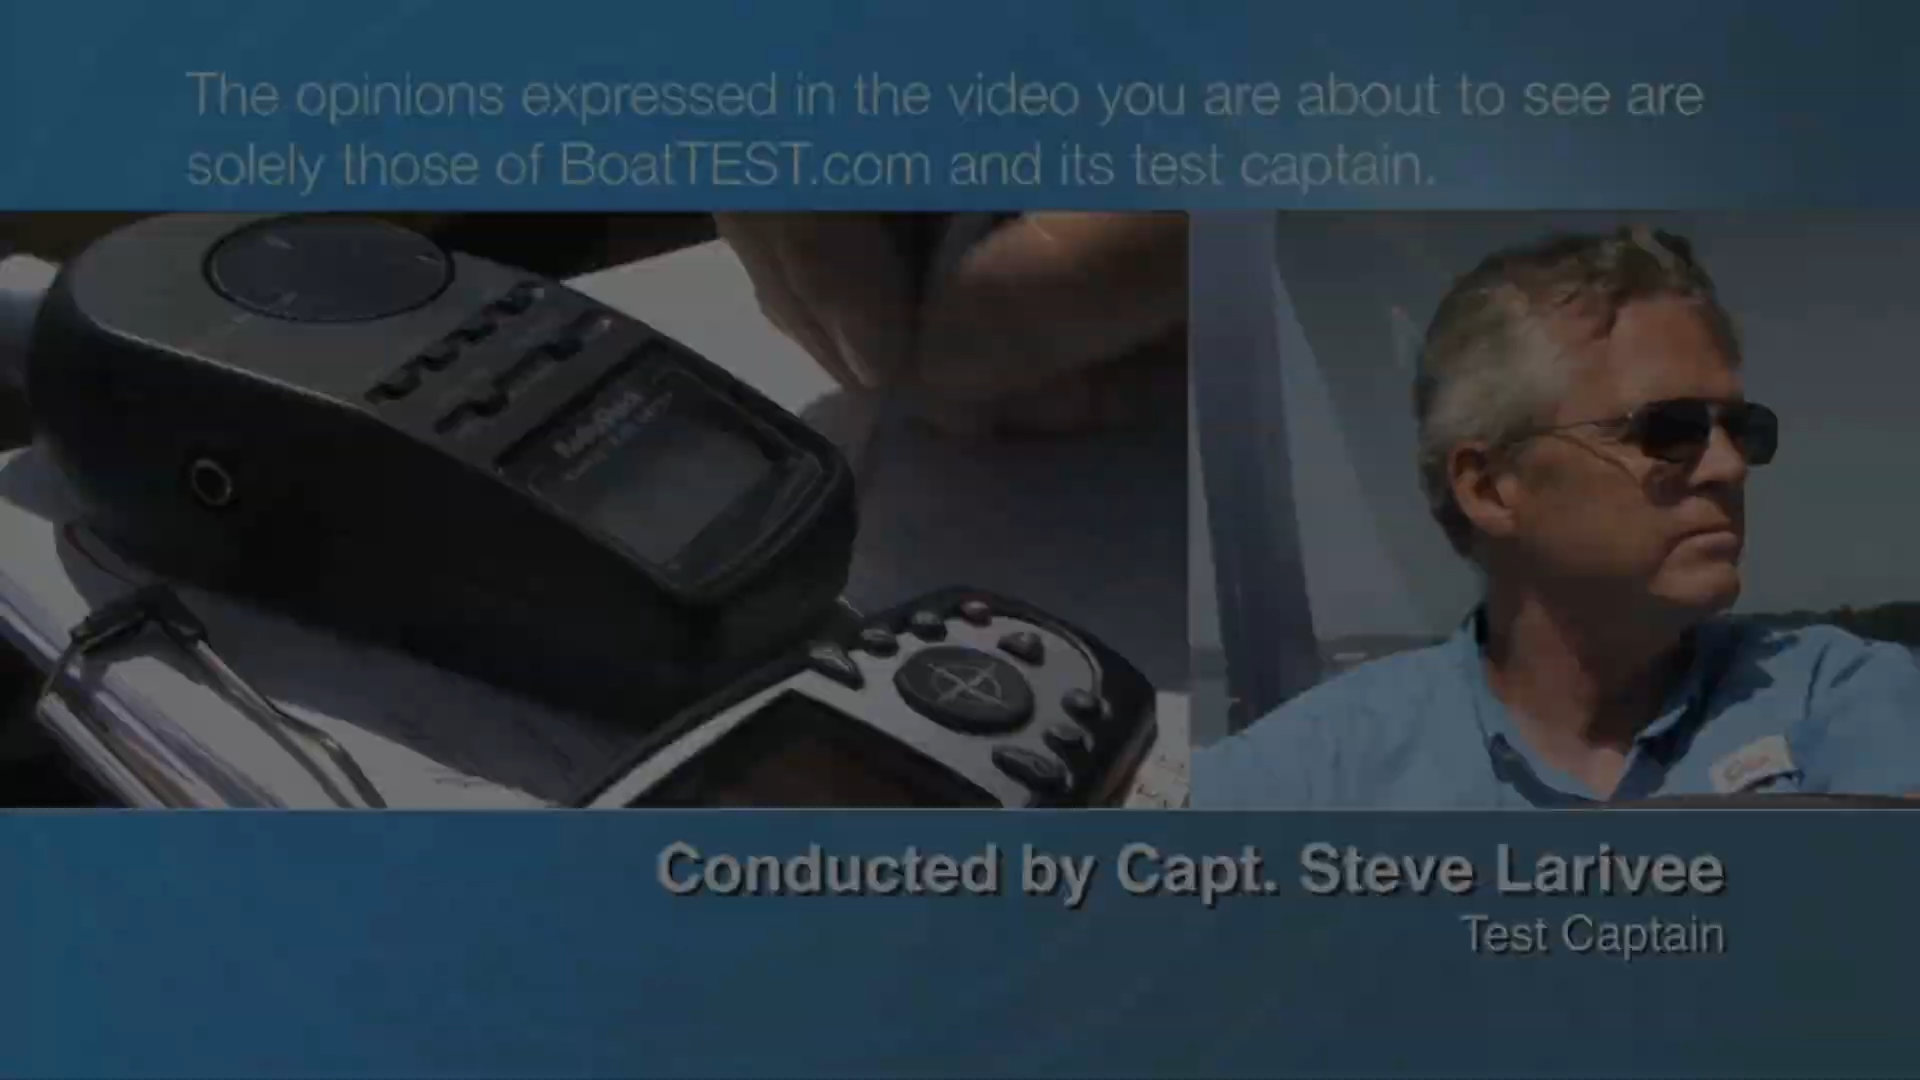 The opinions expressed in the video you are about to see are
solely those of BoatTEST.com and its test captain.
RadioShack
Conducted by Capt. Steve Larivee
Test Captain